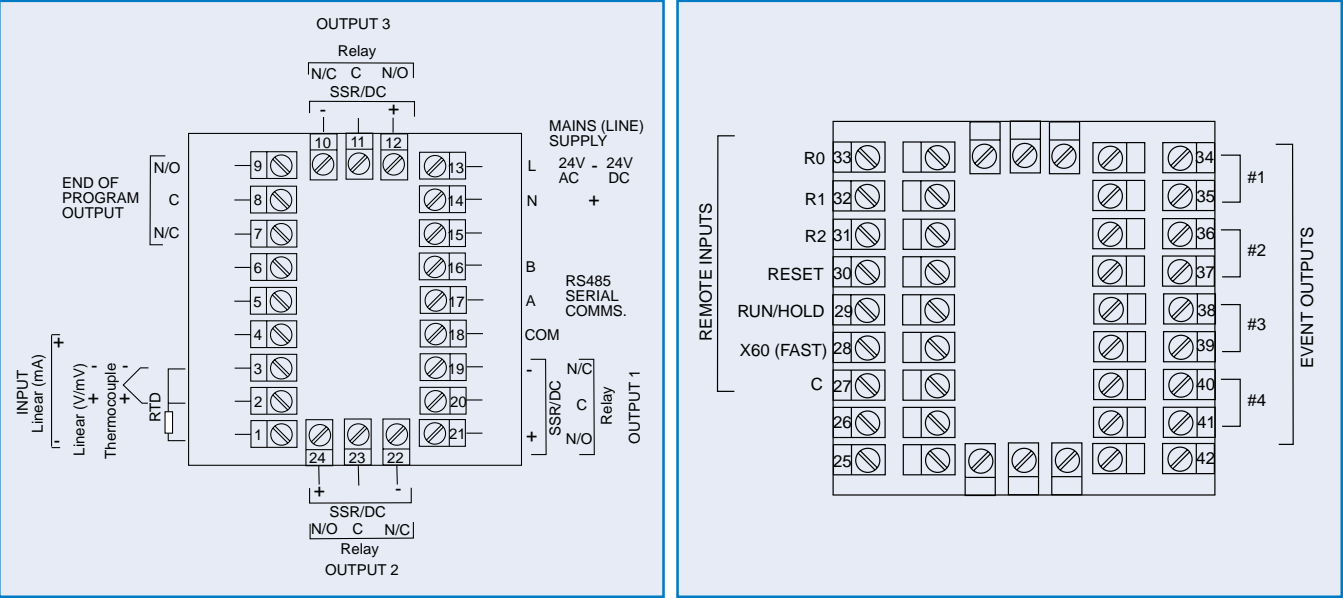 OUTPUT 3
Relay
N/C C N/O
SSR/DC
- +
10 11 12
MAINS (LINE)
SUPPLY
24V - 24V
AC DC
+
END OF
PROGRAM
OUTPUT
N/O
C
N/C
9
8
7
6
5
4
3
2
1
13 L
14 N
15
16 B
17 A
18 COM
19 -
20
21 +
RS485
SERIAL
COMMS.
SSR/DC
N/C
C
N/O
Relay
OUTPUT 1
INPUT
Linear (mA)
+
-
Linear (V/mV)
- +
Thermocouple
- +
RTD
24 23 22
+ -
SSR/DC
N/O C N/C
Relay
OUTPUT 2
REMOTE INPUTS
R0 33
R1 32
R2 31
RESET 30
RUN/HOLD 29
X60 (FAST) 28
C 27
26
25
34
35
36
37
38
39
40
41
42
#1
#2
#3
#4
EVENT OUTPUTS